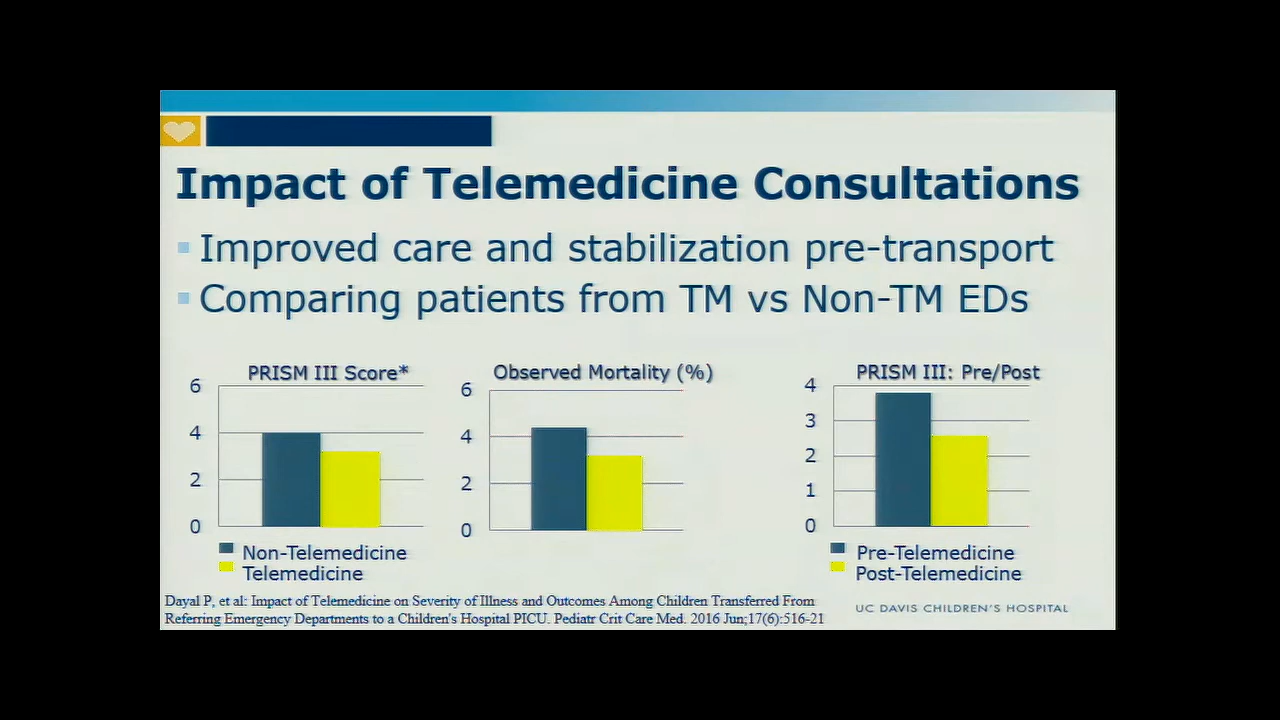 Impact of Telemedicine Consultations
Improved care and stabilization pre-transport
Comparing patients from TM vs Non-TM EDs
PRISM III Score*
6
4
2
0
Non-Telemedicine
Telemedicine
Observed Mortality (%)
6
4
2
0
PRISM III: Pre/Post
4
3
2
1
0
Pre-Telemedicine
Post-Telemedicine
Dayal P, et al: Impact of Telemedicine on Severity of Illness and Outcomes Among Children Transferred From
Referring Emergency Departments to a Children's Hospital PICU. Pediatr Crit Care Med. 2016 Jun;17(6):516-21
UC DAVIS CHILDREN'S HOSPITAL